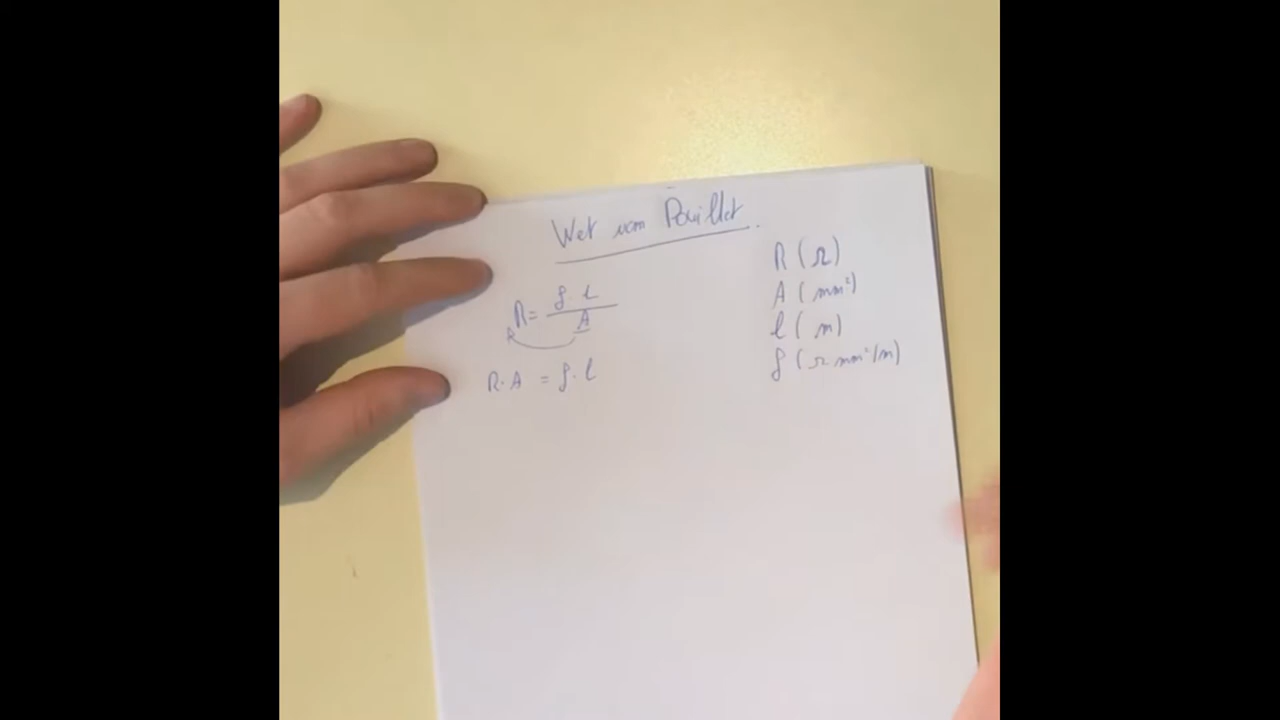 Wet van Pouillet.
R = ρ · l / A
R · A = ρ · l
R (Ω)
A (mm²)
l (m)
ρ (Ω mm²/m)